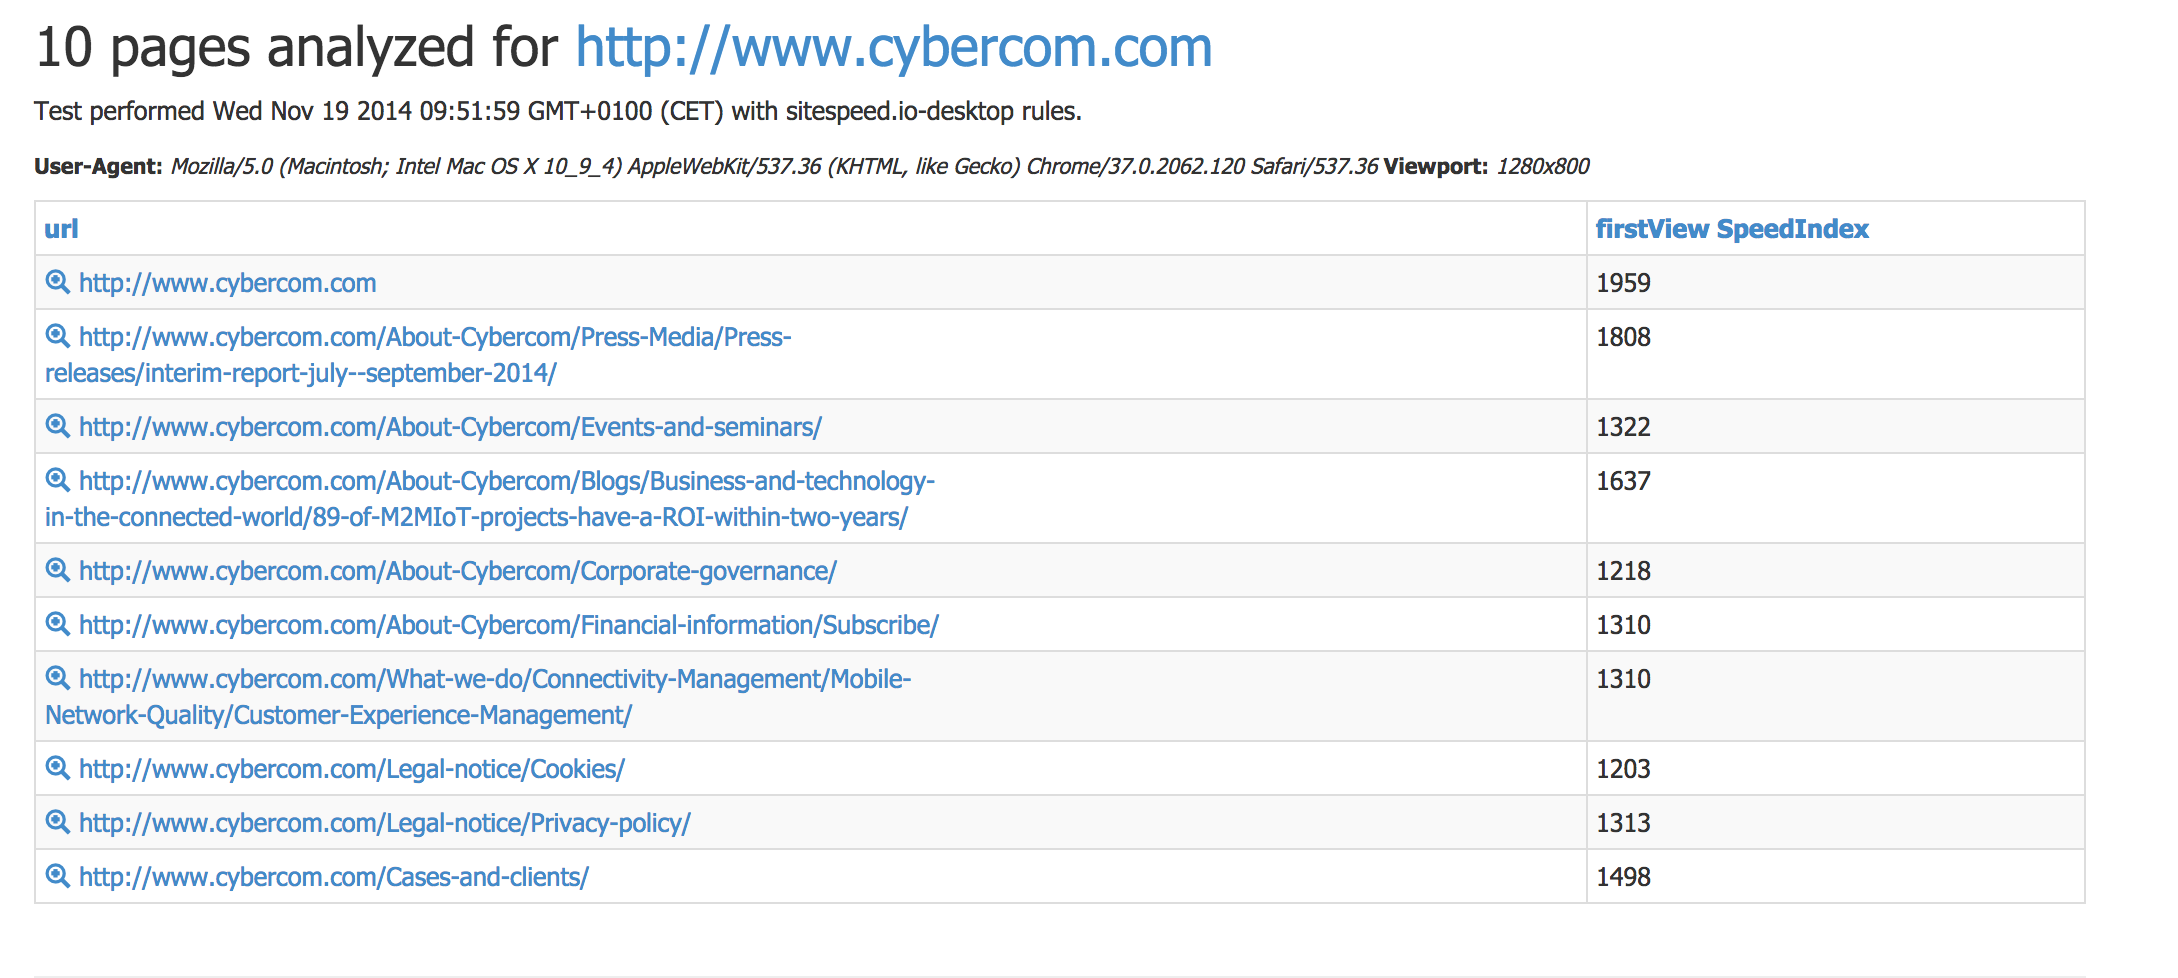 10 pages analyzed for http://www.cybercom.com
Test performed Wed Nov 19 2014 09:51:59 GMT+0100 (CET) with sitespeed.io-desktop rules.
User-Agent: Mozilla/5.0 (Macintosh; Intel Mac OS X 10_9_4) AppleWebKit/537.36 (KHTML, like Gecko) Chrome/37.0.2062.120 Safari/537.36 Viewport: 1280x800
url firstView SpeedIndex
http://www.cybercom.com 1959
http://www.cybercom.com/About-Cybercom/Press-Media/Press- 1808
releases/interim-report-july--september-2014/
http://www.cybercom.com/About-Cybercom/Events-and-seminars/ 1322
http://www.cybercom.com/About-Cybercom/Blogs/Business-and-technology- 1637
in-the-connected-world/89-of-M2MIoT-projects-have-a-ROI-within-two-years/
http://www.cybercom.com/About-Cybercom/Corporate-governance/ 1218
http://www.cybercom.com/About-Cybercom/Financial-information/Subscribe/ 1310
http://www.cybercom.com/What-we-do/Connectivity-Management/Mobile- 1310
Network-Quality/Customer-Experience-Management/
http://www.cybercom.com/Legal-notice/Cookies/ 1203
http://www.cybercom.com/Legal-notice/Privacy-policy/ 1313
http://www.cybercom.com/Cases-and-clients/ 1498